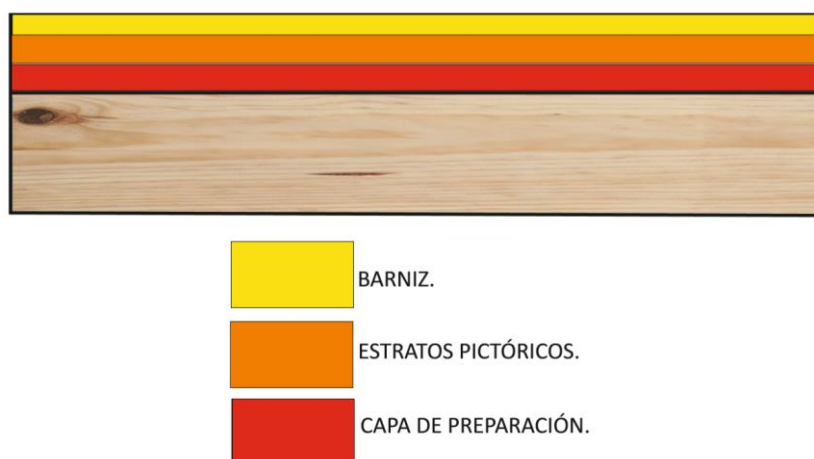 BARNIZ.
ESTRATOS PICTÓRICOS.
CAPA DE PREPARACIÓN.